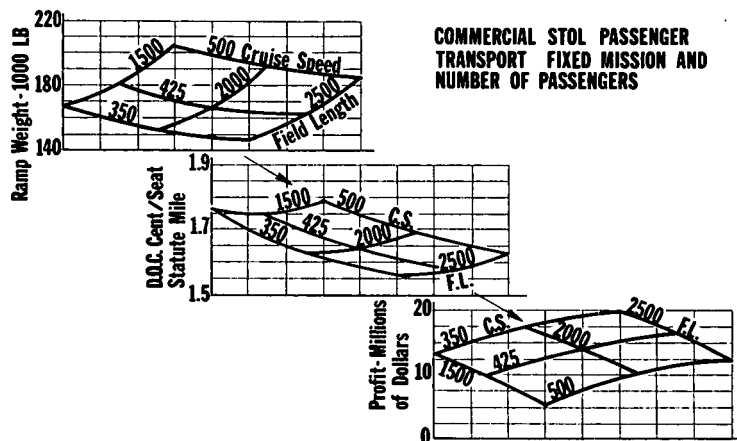 COMMERCIAL STOL PASSENGER
TRANSPORT FIXED MISSION AND
NUMBER OF PASSENGERS
Ramp Weight-1000 LB
220
180
140
1500
500 Cruise Speed
425
2000
350
2500
Field Length
D.O.C. Cent/Seat
Statute Mile
1.9
1.7
1.5
1500
500
C.S.
425
350
2000
2500
F.L.
Profit-Millions
of Dollars
20
10
0
350
C.S.
2500
F.L.
2000
425
1500
500